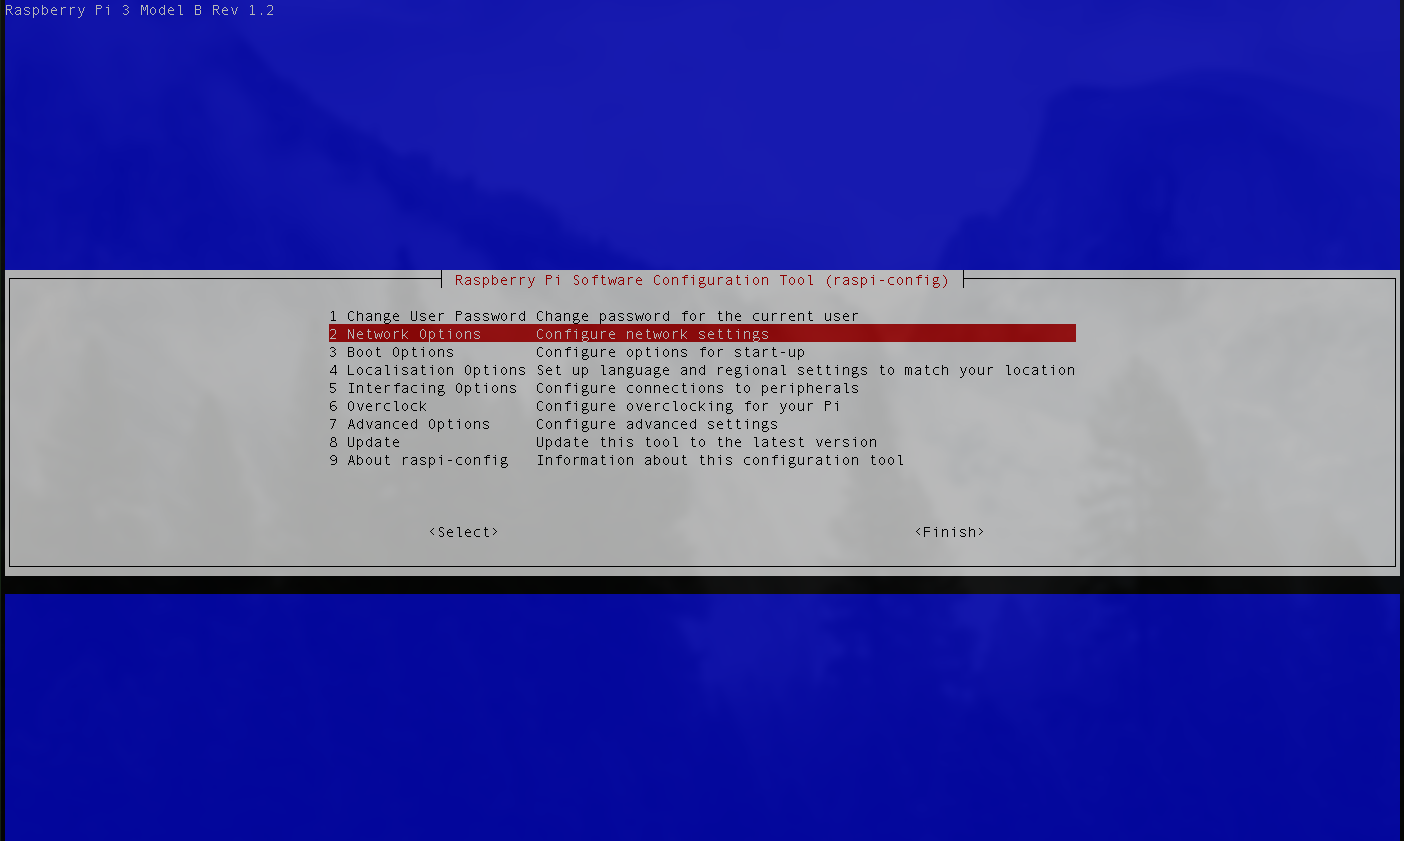 Raspberry Pi 3 Model B Rev 1.2
Raspberry Pi Software Configuration Tool (raspi-config)
1 Change User Password Change password for the current user
2 Network Options Configure network settings
3 Boot Options Configure options for start-up
4 Localisation Options Set up language and regional settings to match your location
5 Interfacing Options Configure connections to peripherals
6 Overclock Configure overclocking for your Pi
7 Advanced Options Configure advanced settings
8 Update Update this tool to the latest version
9 About raspi-config Information about this configuration tool
<Select> <Finish>